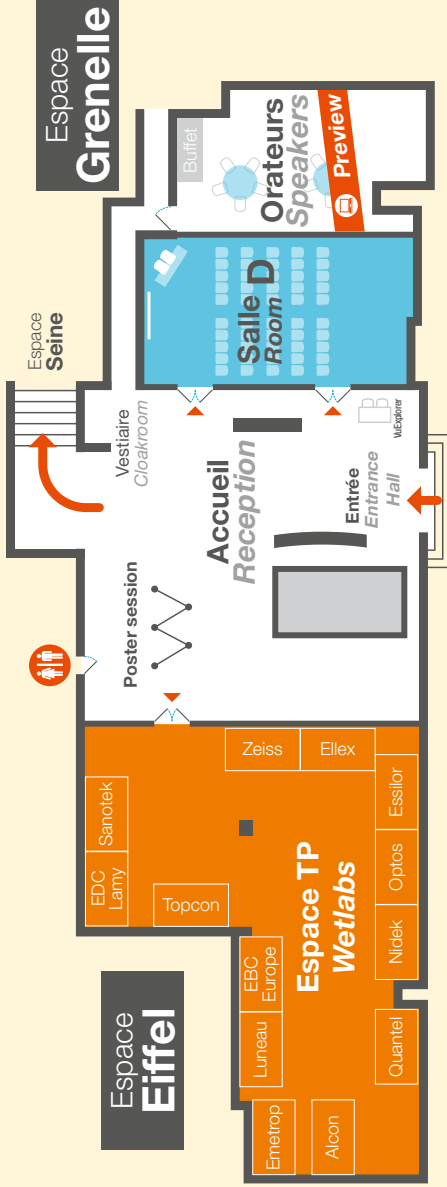 Espace
Eiffel
Espace
Grenelle
Espace
Seine
Vestiaire
Cloakroom
Poster session
Accueil
Reception
Entrée
Entrance
Hall
VuExplorer
Salle D
Room
Buffet
Orateurs
Speakers
Preview
Espace TP
Wetlabs
EDC
Lamy
Sanotek
Topcon
Zeiss
Ellex
EBC
Europe
Luneau
Emetrop
Alcon
Quantel
Nidek
Optos
Essilor